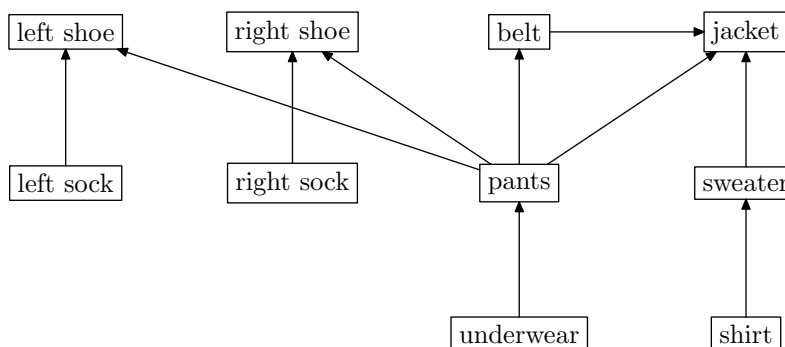 left shoe
right shoe
belt
jacket
left sock
right sock
pants
sweater
underwear
shirt